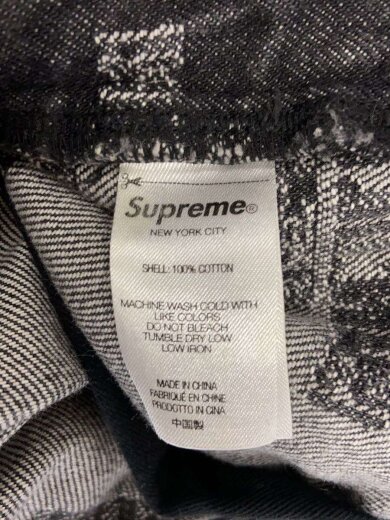 Supreme®
NEW YORK CITY
SHELL: 100% COTTON
MACHINE WASH COLD WITH
LIKE COLORS
DO NOT BLEACH
TUMBLE DRY LOW
LOW IRON
MADE IN CHINA
FABRIQUÉ EN CHINE
PRODOTTO IN CINA
中国製